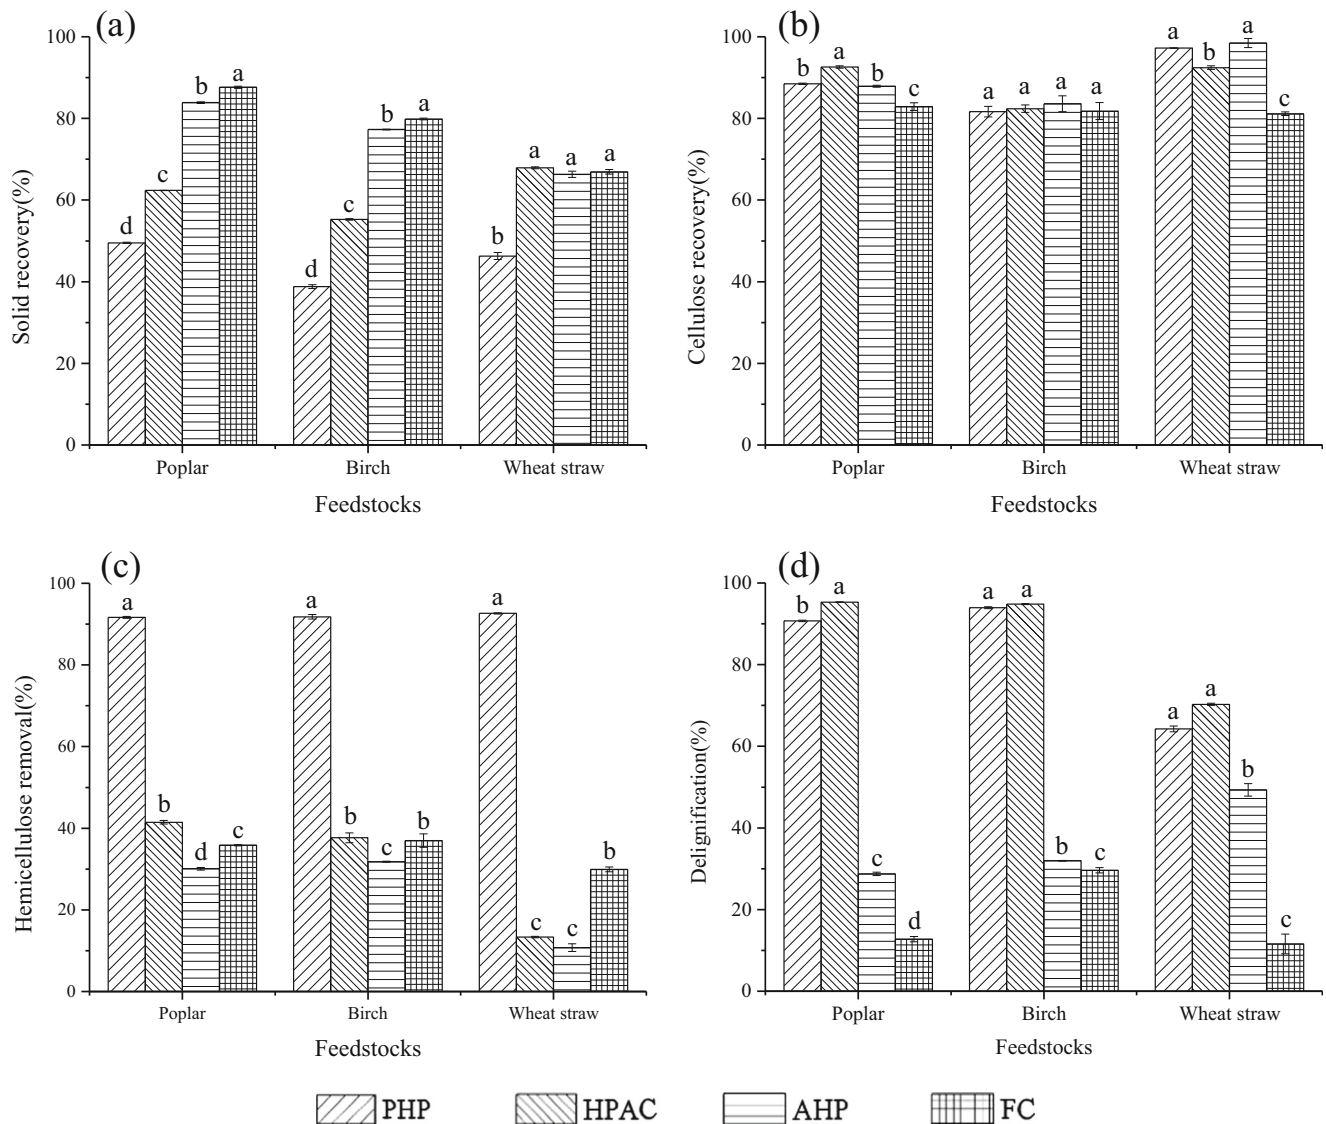 (a)
Solid recovery(%)
100
80
60
40
20
0
d
c
b
a
d
c
b
a
b
a
a
a
Poplar
Birch
Wheat straw
Feedstocks
(b)
Cellulose recovery(%)
100
80
60
40
20
0
b
a
b
c
a
a
a
a
a
b
a
c
Poplar
Birch
Wheat straw
Feedstocks
(c)
Hemicellulose removal(%)
100
80
60
40
20
0
a
b
d
c
a
b
c
b
a
c
c
b
Poplar
Birch
Wheat straw
Feedstocks
(d)
Delignification(%)
100
80
60
40
20
0
b
a
c
d
a
a
b
c
a
a
b
c
Poplar
Birch
Wheat straw
Feedstocks
PHP
HPAC
AHP
FC